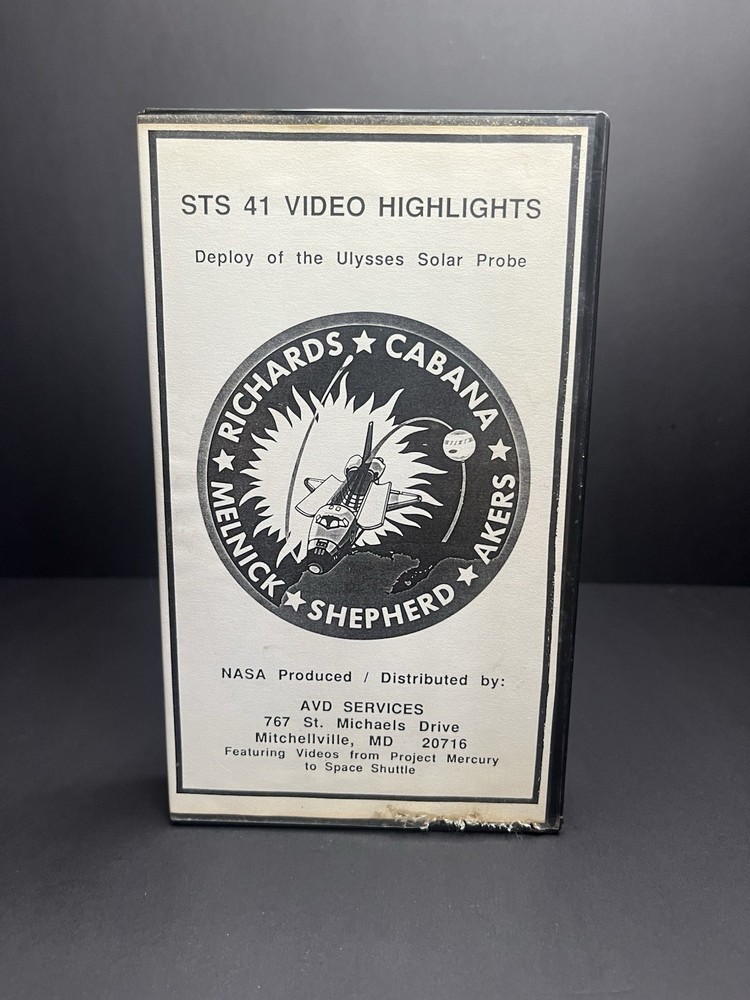 STS 41 VIDEO HIGHLIGHTS
Deploy of the Ulysses Solar Probe
RICHARDS ★ CABANA ★ AKERS ★ SHEPHERD ★ MELNICK ★
NASA Produced / Distributed by:
AVD SERVICES
767 St. Michaels Drive
Mitchellville, MD 20716
Featuring Videos from Project Mercury
to Space Shuttle